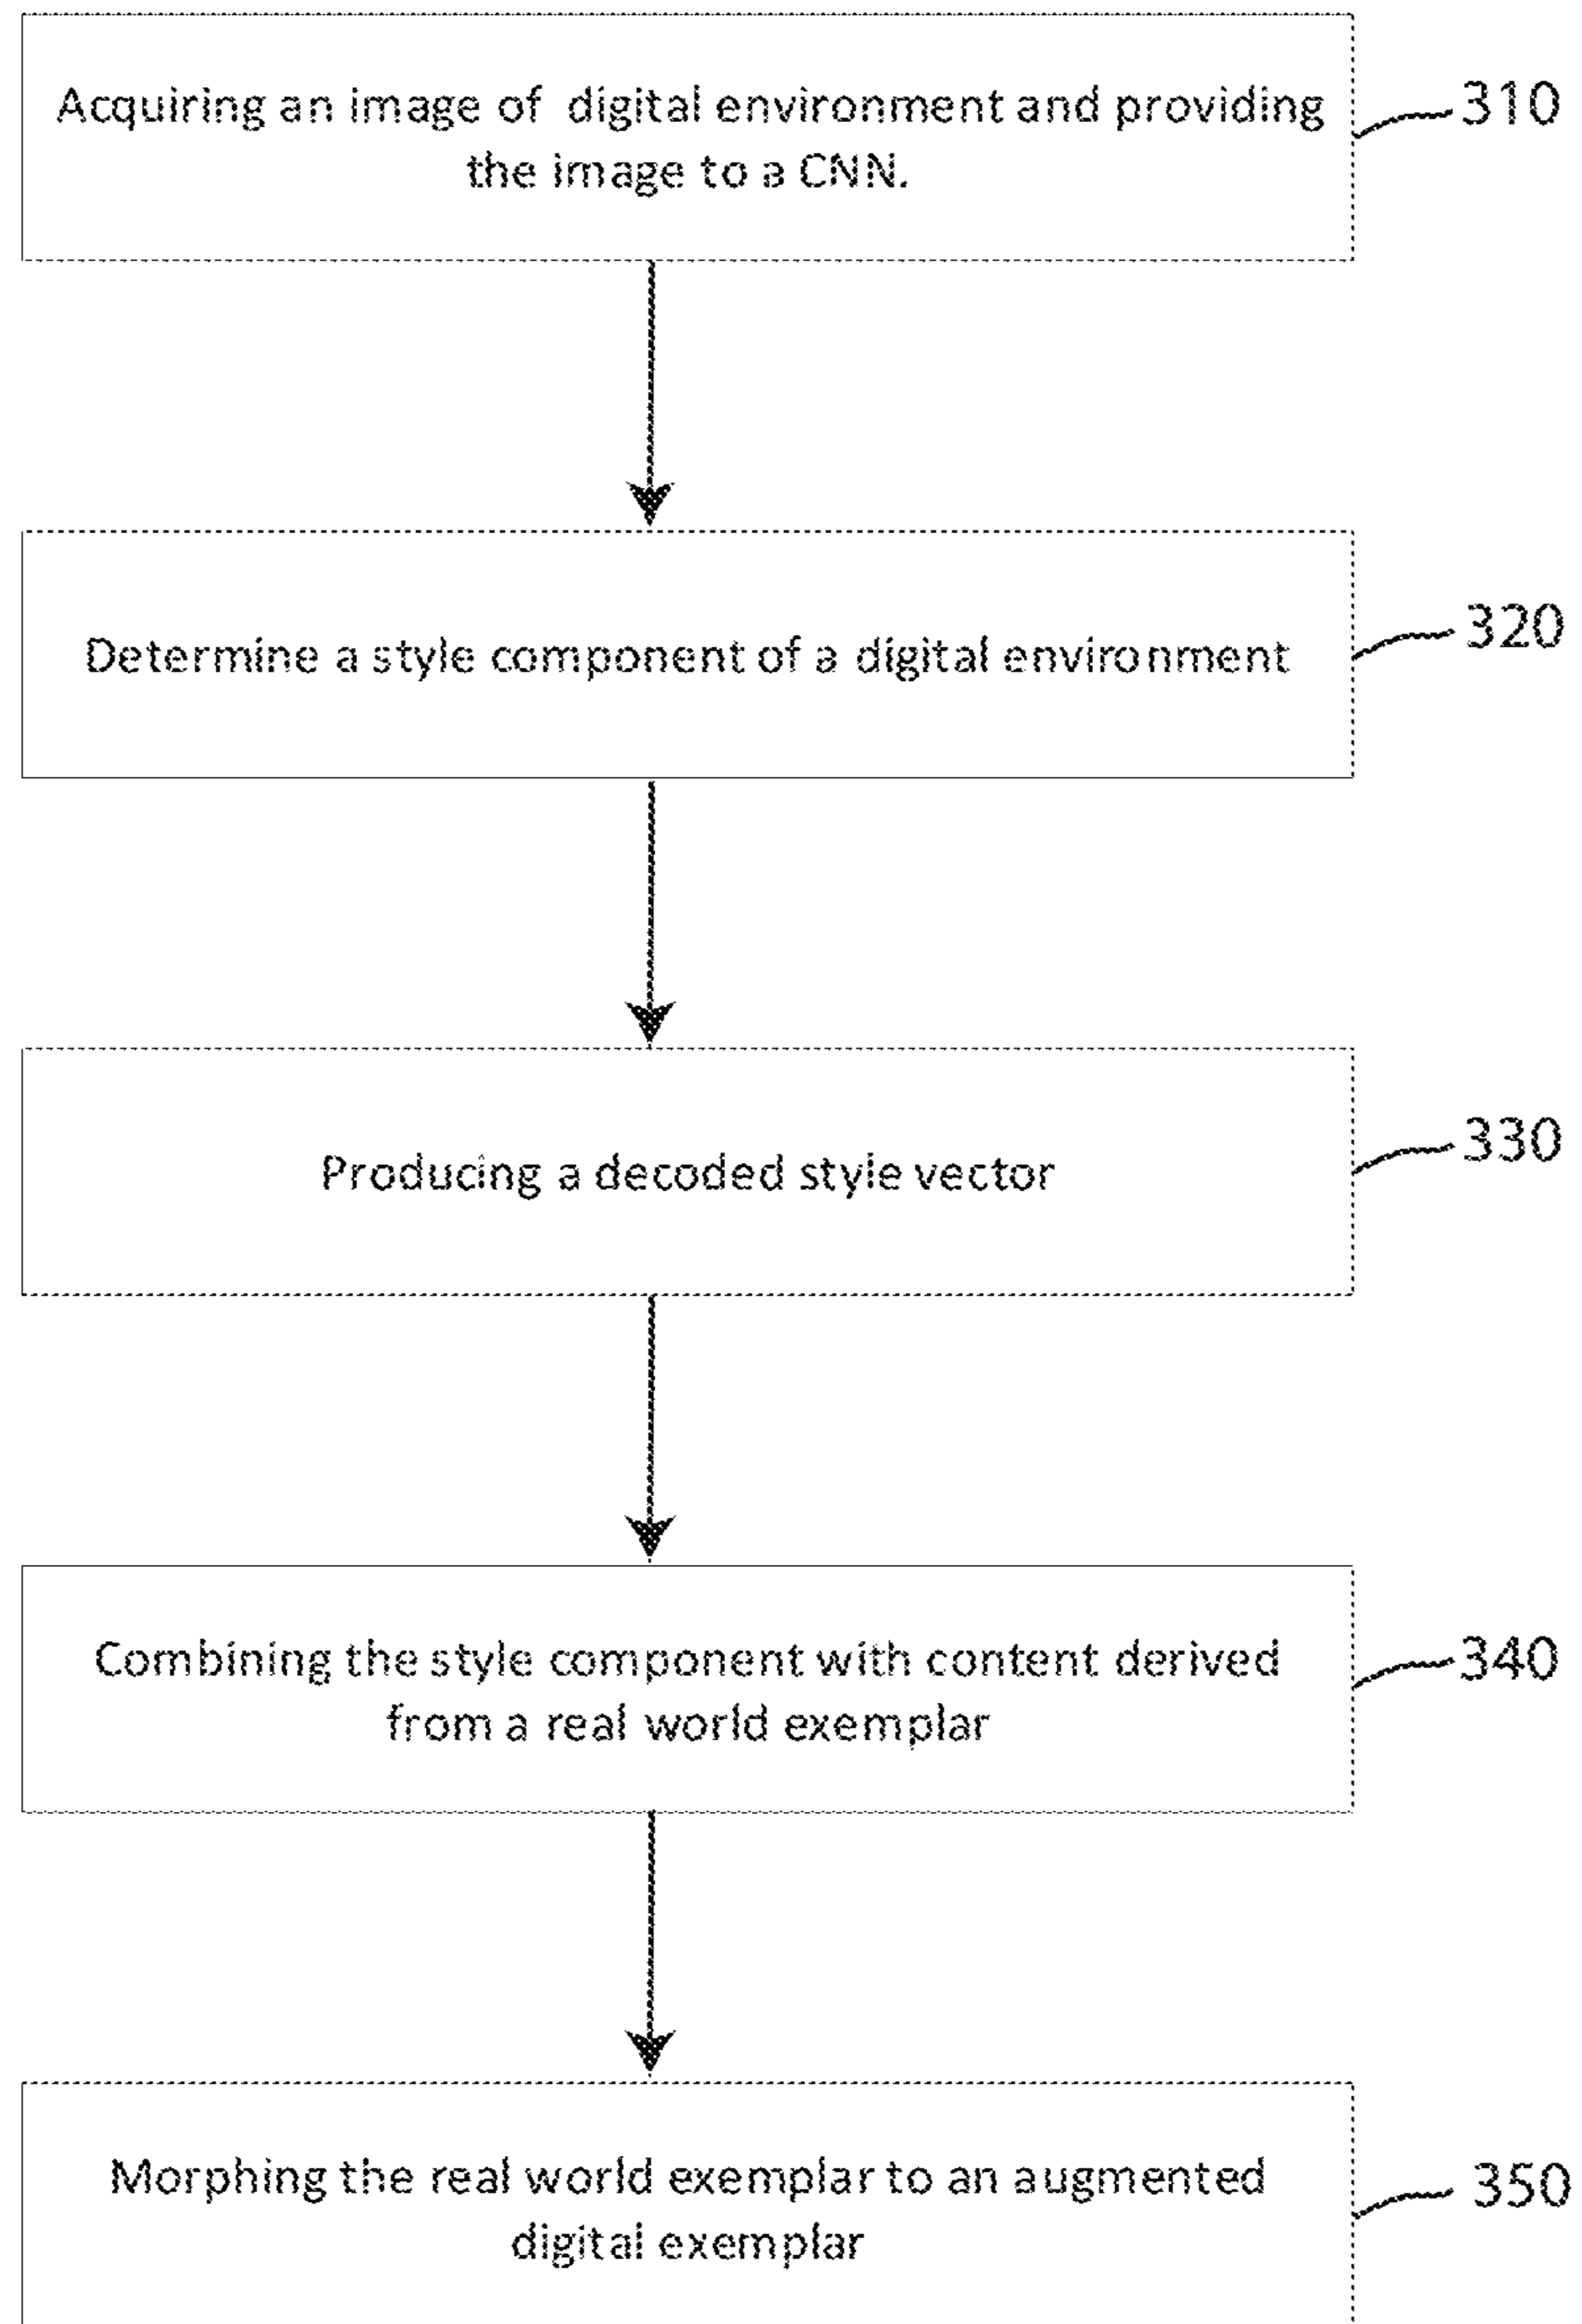 Acquiring an image of digital environment and providing
the image to a CNN.
310
Determine a style component of a digital environment
320
Producing a decoded style vector
330
Combining the style component with content derived
from a real world exemplar
340
Morphing the real world exemplar to an augmented
digital exemplar
350